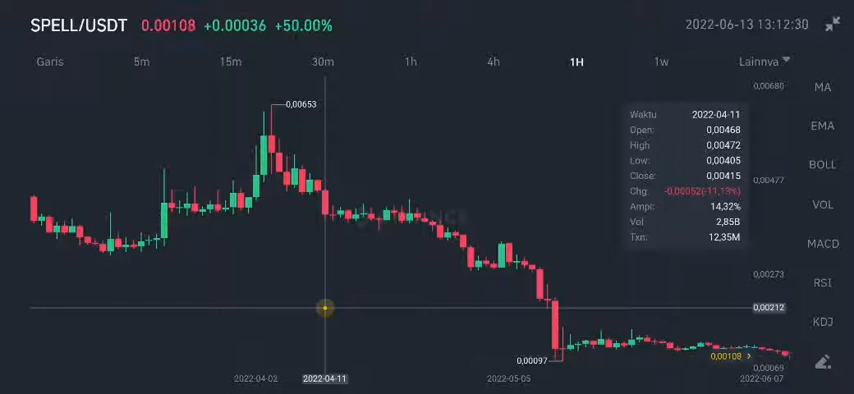 SPELL/USDT 0.00108 +0.00036 +50.00% 2022-06-13 13:12:30
Garis 5m 15m 30m 1h 4h 1H 1w Lainnya
0,00680
MA
0,00653
Waktu 2022-04-11
Open: 0,00468
EMA
High 0,00472
Low: 0,00405
BOLL
Close: 0,00415
0,00477
Chg: -0,00052(-11,13%)
Ampl: 14,32%
VOL
Vol 2,85B
Txn: 12,35M
MACD
0,00273
RSI
0,00212
KDJ
0,00108
0,00097
0,00069
2022-04-02 2022-04-11 2022-05-05 2022-06-07